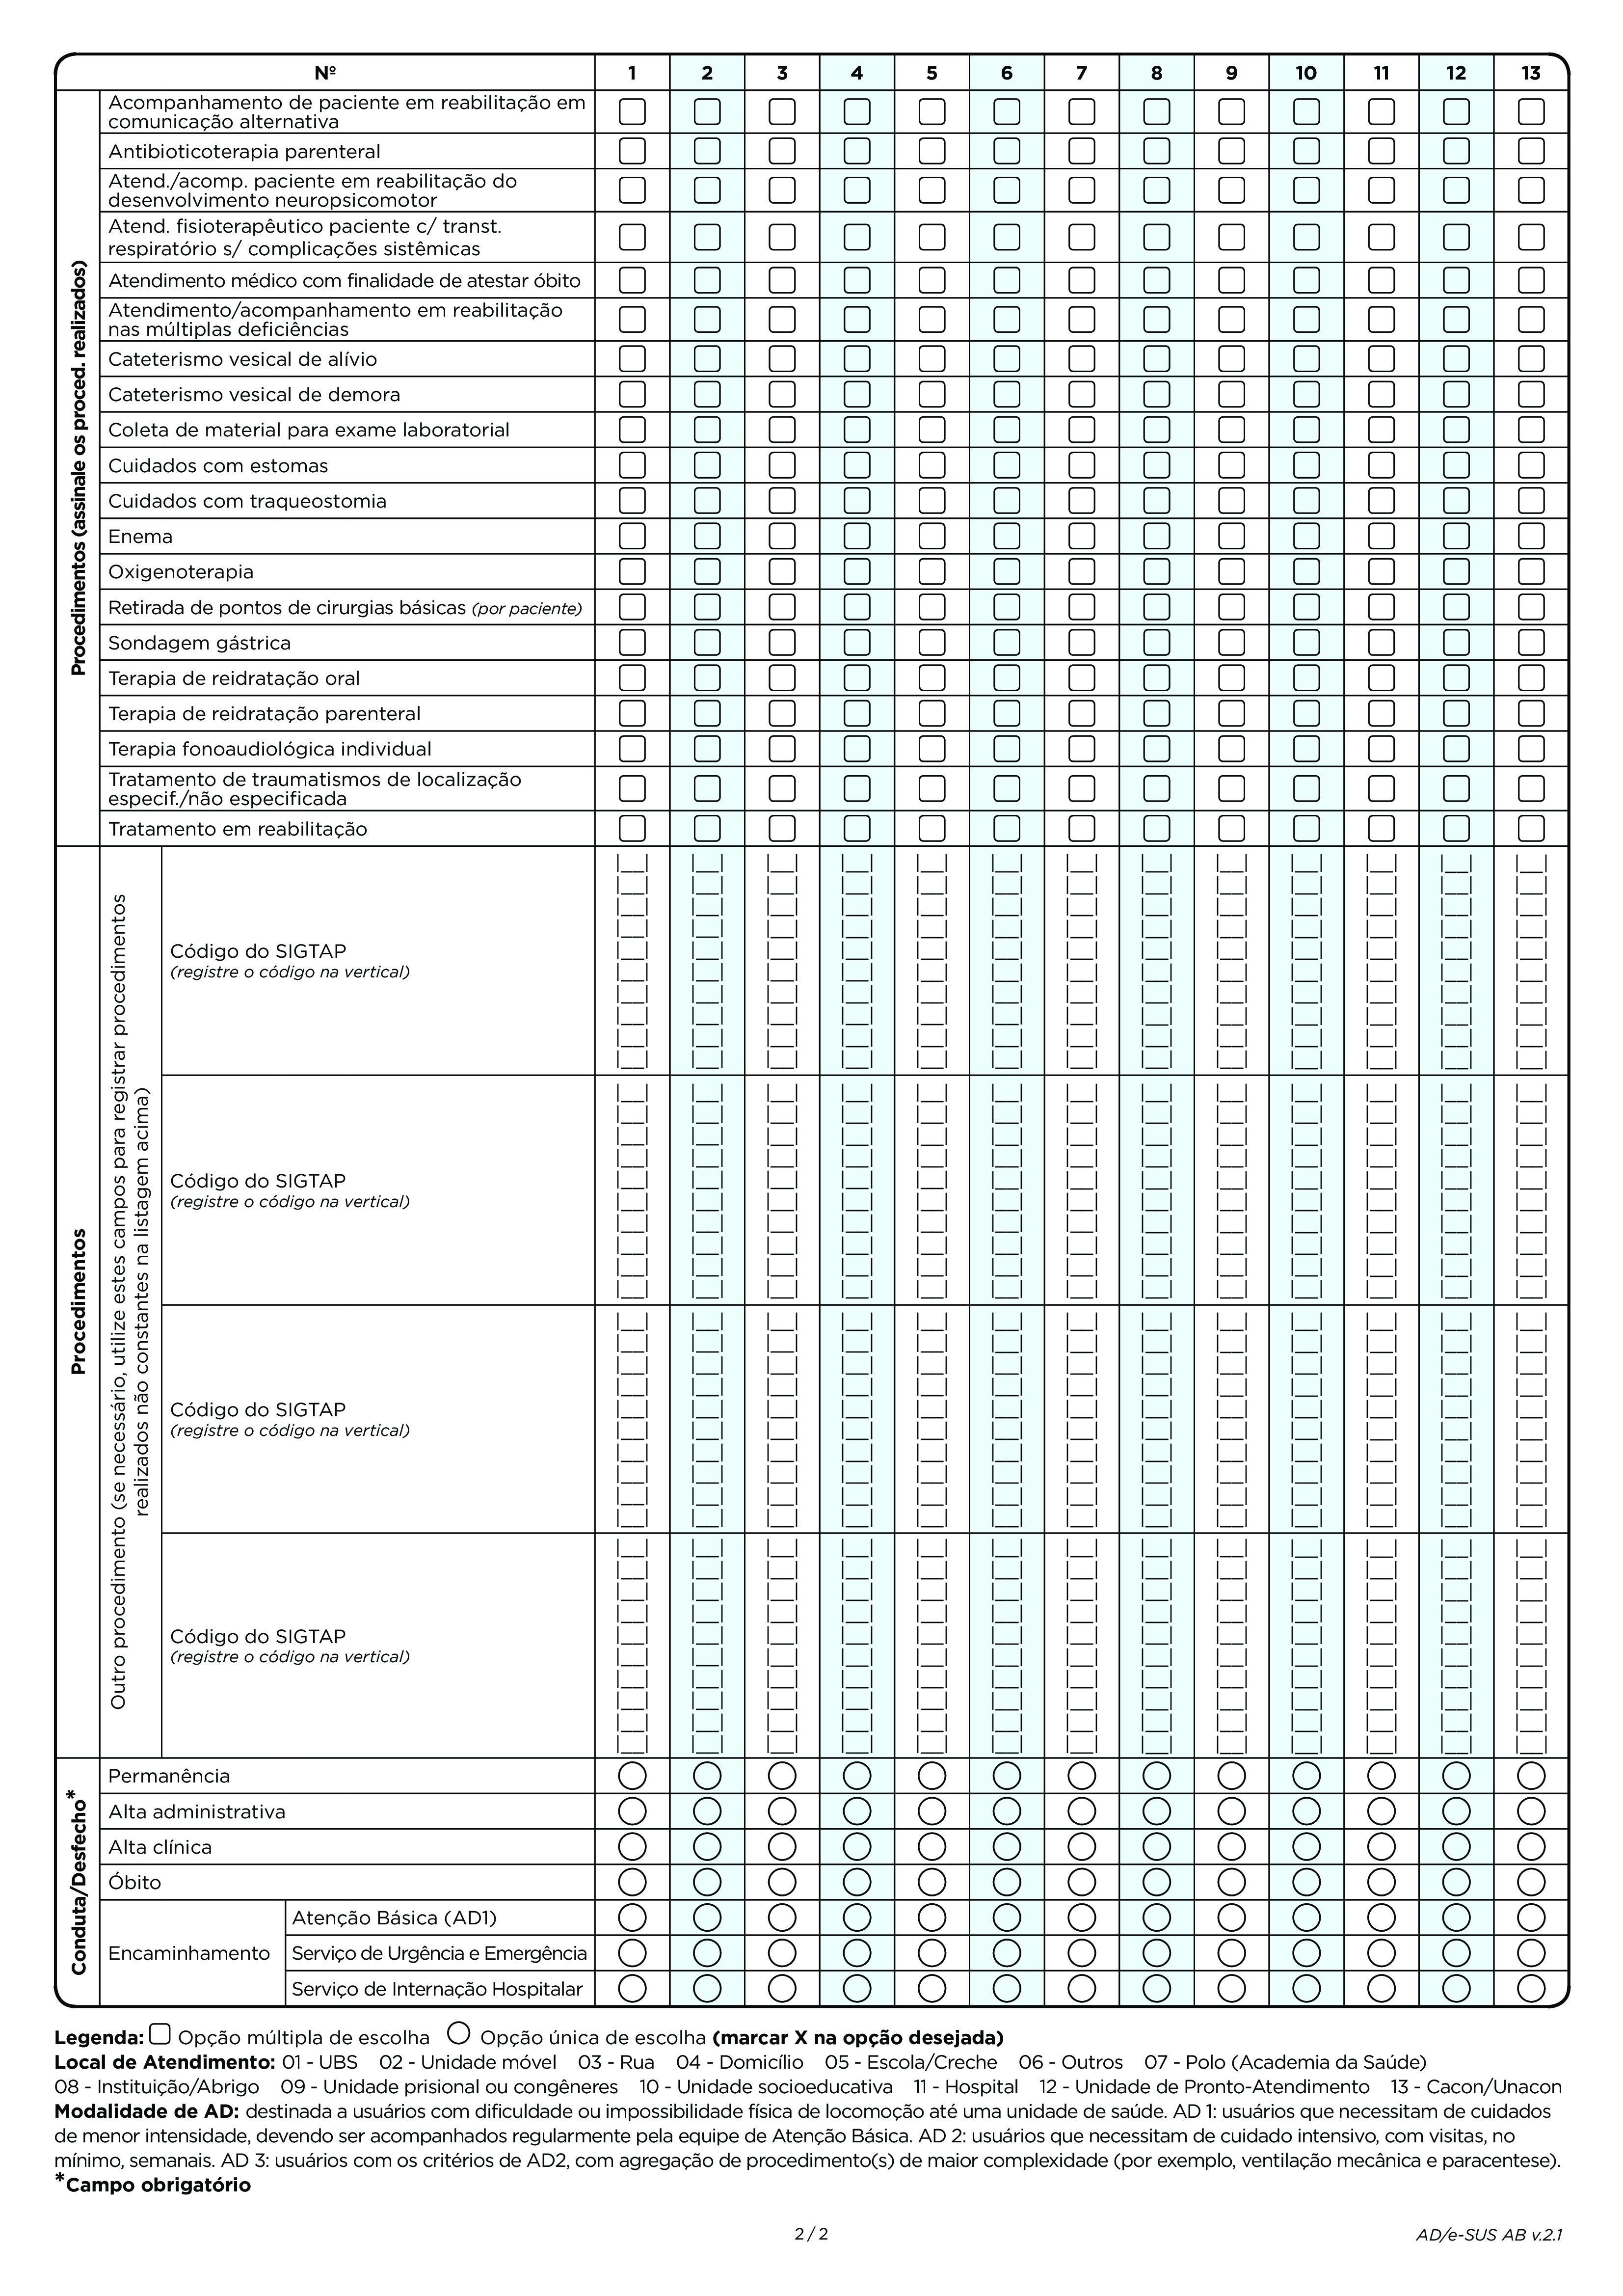 Nº 1 2 3 4 5 6 7 8 9 10 11 12 13
Procedimentos (assinale os proced. realizados)
Acompanhamento de paciente em reabilitação em
comunicação alternativa
Antibioticoterapia parenteral
Atend./acomp. paciente em reabilitação do
desenvolvimento neuropsicomotor
Atend. fisioterapêutico paciente c/ transt.
respiratório s/ complicações sistêmicas
Atendimento médico com finalidade de atestar óbito
Atendimento/acompanhamento em reabilitação
nas múltiplas deficiências
Cateterismo vesical de alívio
Cateterismo vesical de demora
Coleta de material para exame laboratorial
Cuidados com estomas
Cuidados com traqueostomia
Enema
Oxigenoterapia
Retirada de pontos de cirurgias básicas (por paciente)
Sondagem gástrica
Terapia de reidratação oral
Terapia de reidratação parenteral
Terapia fonoaudiológica individual
Tratamento de traumatismos de localização
especif./não especificada
Tratamento em reabilitação
Procedimentos
Outro procedimento (se necessário, utilize estes campos para registrar procedimentos
realizados não constantes na listagem acima)
Código do SIGTAP
(registre o código na vertical)
Código do SIGTAP
(registre o código na vertical)
Código do SIGTAP
(registre o código na vertical)
Código do SIGTAP
(registre o código na vertical)
Conduta/Desfecho*
Permanência
Alta administrativa
Alta clínica
Óbito
Encaminhamento
Atenção Básica (AD1)
Serviço de Urgência e Emergência
Serviço de Internação Hospitalar
Legenda: Opção múltipla de escolha Opção única de escolha (marcar X na opção desejada)
Local de Atendimento: 01 - UBS 02 - Unidade móvel 03 - Rua 04 - Domicílio 05 - Escola/Creche 06 - Outros 07 - Polo (Academia da Saúde)
08 - Instituição/Abrigo 09 - Unidade prisional ou congêneres 10 - Unidade socioeducativa 11 - Hospital 12 - Unidade de Pronto-Atendimento 13 - Cacon/Unacon
Modalidade de AD: destinada a usuários com dificuldade ou impossibilidade física de locomoção até uma unidade de saúde. AD 1: usuários que necessitam de cuidados
de menor intensidade, devendo ser acompanhados regularmente pela equipe de Atenção Básica. AD 2: usuários que necessitam de cuidado intensivo, com visitas, no
mínimo, semanais. AD 3: usuários com os critérios de AD2, com agregação de procedimento(s) de maior complexidade (por exemplo, ventilação mecânica e paracentese).
*Campo obrigatório
2 / 2
AD/e-SUS AB v.2.1